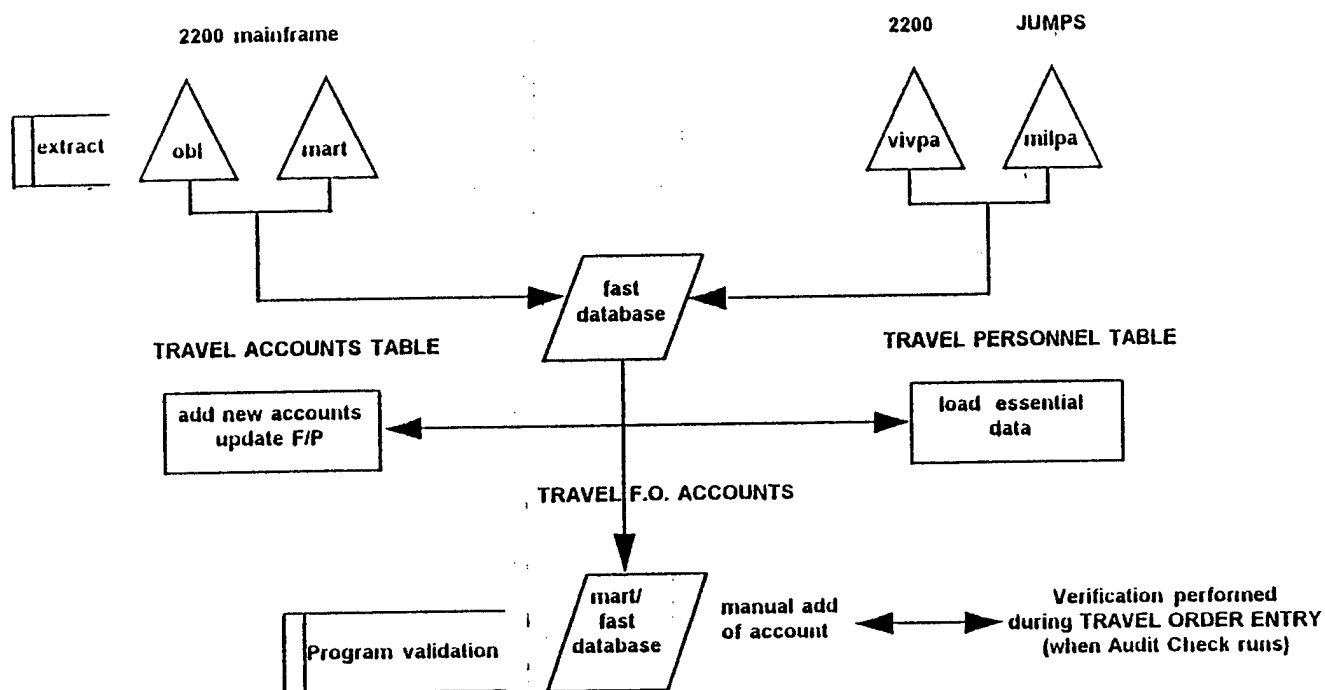 2200 mainframe
2200 JUMPS
extract
obl mart
vivpa milpa
fast
database
TRAVEL ACCOUNTS TABLE
TRAVEL PERSONNEL TABLE
add new accounts
update F/P
load essential
data
TRAVEL F.O. ACCOUNTS
Program validation
mart/
fast
database
manual add
of account
Verification performed
during TRAVEL ORDER ENTRY
(when Audit Check runs)